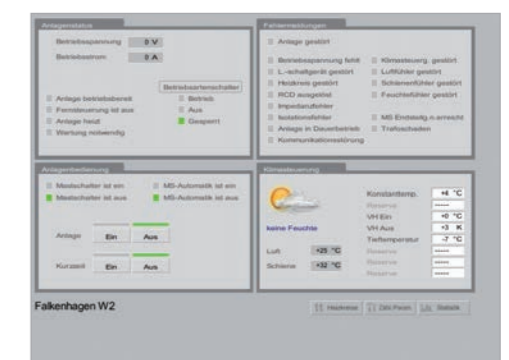 Anlagenstatus
Betriebsspannung 0 V
Betriebsstrom 0 A
Betriebsartenschalter
Anlage betriebsbereit
Betrieb
Fernsteuerung ist aus
Aus
Anlage heizt
Gesperrt
Wartung notwendig
Fehlermeldungen
Anlage gestört
Betriebsspannung fehlt
Klimasteuerg. gestört
L.-schaltgerät gestört
Luftfühler gestört
Heizkreis gestört
Schienenfühler gestört
RCD ausgelöst
Feuchtefühler gestört
Impedanzfehler
Isolationsfehler
MS Endstellg.n.erreicht
Anlage in Dauerbetrieb
Trafoschaden
Kommunikationsstörung
Anlagenbedienung
Mastschalter ist ein
MS-Automatik ist ein
Mastschalter ist aus
MS-Automatik ist aus
Anlage Ein Aus
Kurzzeit Ein Aus
Klimasteuerung
keine Feuchte
Luft +25 °C
Schiene +32 °C
Konstanttemp. +4 °C
Reserve -----
VH Ein +0 °C
VH Aus +3 K
Tieftemperatur -7 °C
Reserve -----
Reserve -----
Reserve -----
Falkenhagen W2
Heizkreise
Statistik